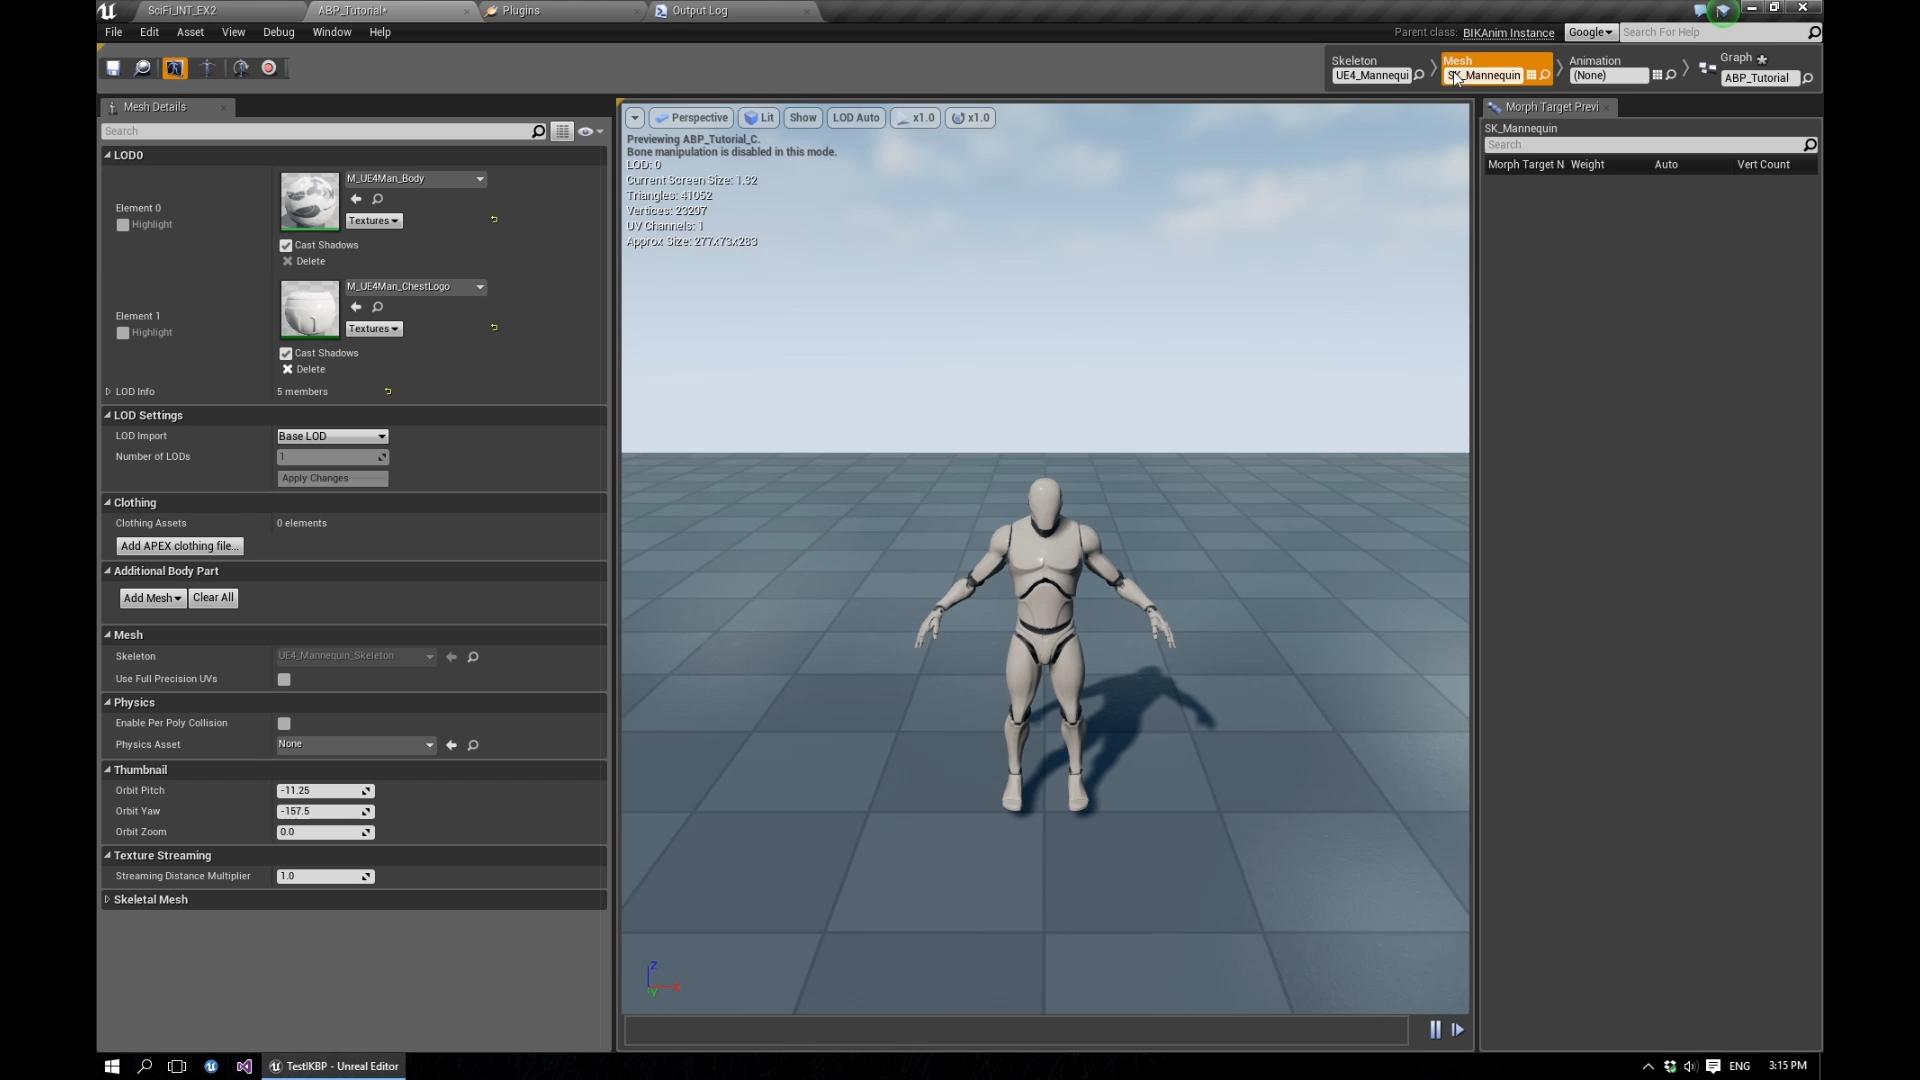 SciFi_INT_EX2
ABP_Tutorial*
Plugins
Output Log
File Edit Asset View Debug Window Help
Parent class: BIKAnim Instance
Google
Search For Help
Skeleton
UE4_Mannequi
Mesh
SK_Mannequin
Animation
(None)
Graph
ABP_Tutorial
Mesh Details
Search
LOD0
Element 0
Highlight
M_UE4Man_Body
Textures
Cast Shadows
Delete
Element 1
Highlight
M_UE4Man_ChestLogo
Textures
Cast Shadows
Delete
LOD Info 5 members
LOD Settings
LOD Import Base LOD
Number of LODs 1
Apply Changes
Clothing
Clothing Assets 0 elements
Add APEX clothing file...
Additional Body Part
Add Mesh Clear All
Mesh
Skeleton UE4_Mannequin_Skeleton
Use Full Precision UVs
Physics
Enable Per Poly Collision
Physics Asset None
Thumbnail
Orbit Pitch -11.25
Orbit Yaw -157.5
Orbit Zoom 0.0
Texture Streaming
Streaming Distance Multiplier 1.0
Skeletal Mesh
Perspective Lit Show LOD Auto x1.0 x1.0
Previewing ABP_Tutorial_C.
Bone manipulation is disabled in this mode.
LOD: 0
Current Screen Size: 1.32
Triangles: 41052
Vertices: 23297
UV Channels: 1
Approx Size: 277x73x283
Z
X
Y
Morph Target Previ
SK_Mannequin
Search
Morph Target N Weight Auto Vert Count
TestIKBP - Unreal Editor
ENG
3:15 PM